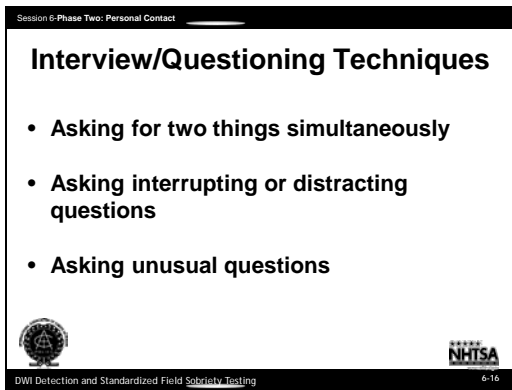 Session 6-Phase Two: Personal Contact
Interview/Questioning Techniques
• Asking for two things simultaneously
• Asking interrupting or distracting
questions
• Asking unusual questions
NHTSA
DWI Detection and Standardized Field Sobriety Testing
6-16